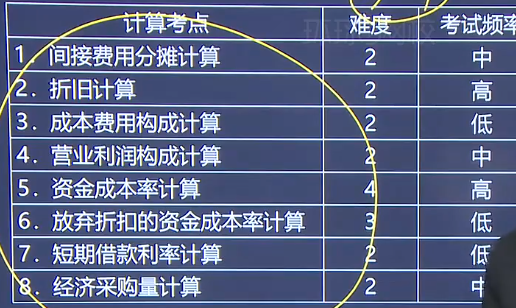 计算考点 难度 考试频率
1. 间接费用分摊计算 2 中
2. 折旧计算 2 高
3. 成本费用构成计算 2 低
4. 营业利润构成计算 2 中
5. 资金成本率计算 4 高
6. 放弃折扣的资金成本率计算 3 低
7. 短期借款利率计算 2 低
8. 经济采购量计算 2 中